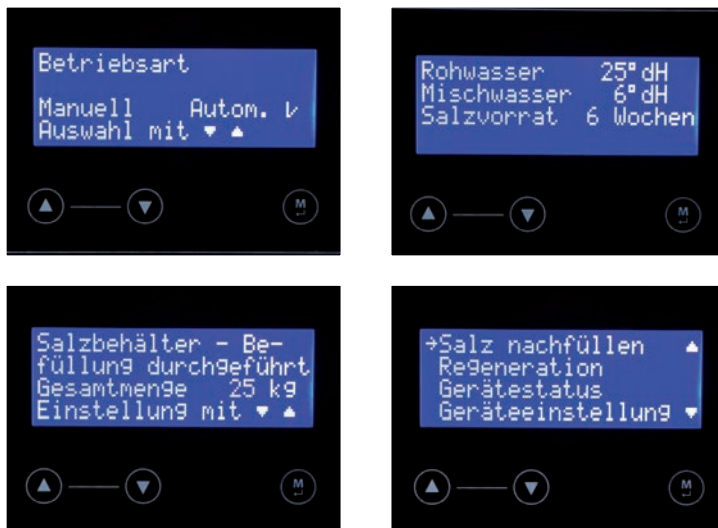 Betriebsart
Manuell Autom. ✓
Auswahl mit ▼ ▲
M
Rohwasser 25°dH
Mischwasser 6°dH
Salzvorrat 6 Wochen
M
Salzbehälter - Be-
füllung durchgeführt
Gesamtmenge 25 kg
Einstellung mit ▼ ▲
M
→Salz nachfüllen ▲
Regeneration
Gerätestatus
Geräteeinstellung ▼
M